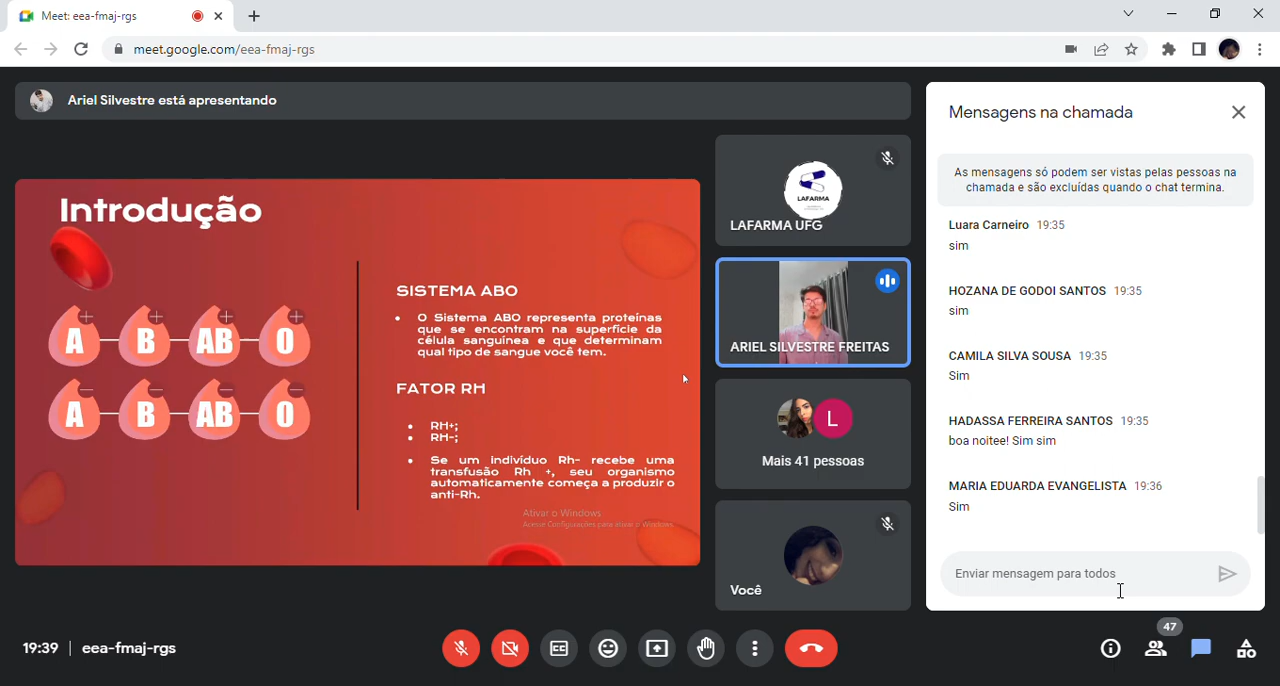 Meet: eea-fmaj-rgs
meet.google.com/eea-fmaj-rgs
Ariel Silvestre está apresentando
Introdução
A B AB O
A B AB O
SISTEMA ABO
• O Sistema ABO representa proteínas
que se encontram na superfície da
célula sanguínea e que determinam
qual tipo de sangue você tem.
FATOR RH
• RH+;
• RH-;
• Se um indivíduo Rh- recebe uma
transfusão Rh +, seu organismo
automaticamente começa a produzir o
anti-Rh.
Ativar o Windows
Acesse Configurações para ativar o Windows.
LAFARMA
LAFARMA UFG
ARIEL SILVESTRE FREITAS
L
Mais 41 pessoas
Você
Mensagens na chamada
As mensagens só podem ser vistas pelas pessoas na
chamada e são excluídas quando o chat termina.
Luara Carneiro 19:35
sim
HOZANA DE GODOI SANTOS 19:35
sim
CAMILA SILVA SOUSA 19:35
Sim
HADASSA FERREIRA SANTOS 19:35
boa noitee! Sim sim
MARIA EDUARDA EVANGELISTA 19:36
Sim
Enviar mensagem para todos
19:39 | eea-fmaj-rgs
47